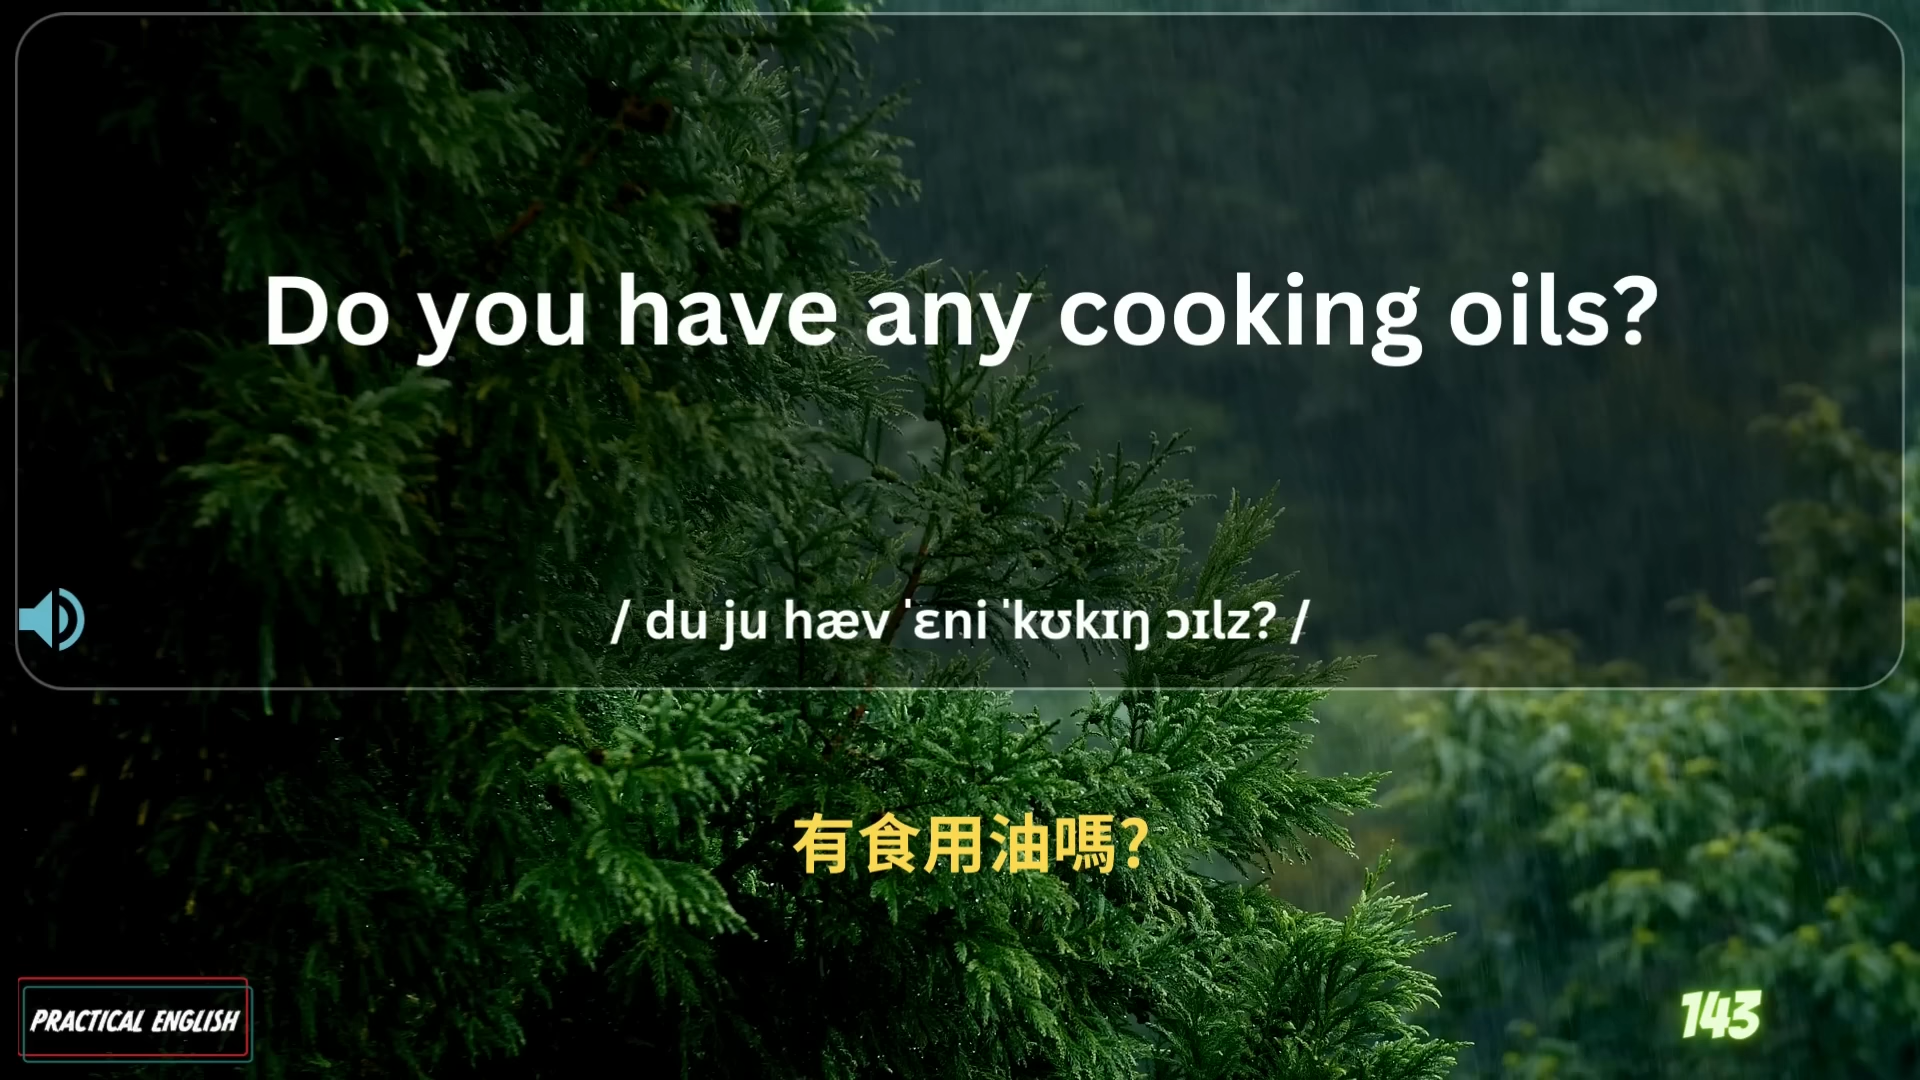 Do you have any cooking oils?
/ du ju hæv ˈɛni ˈkʊkɪŋ ɔɪlz? /
有食用油嗎?
PRACTICAL ENGLISH
143